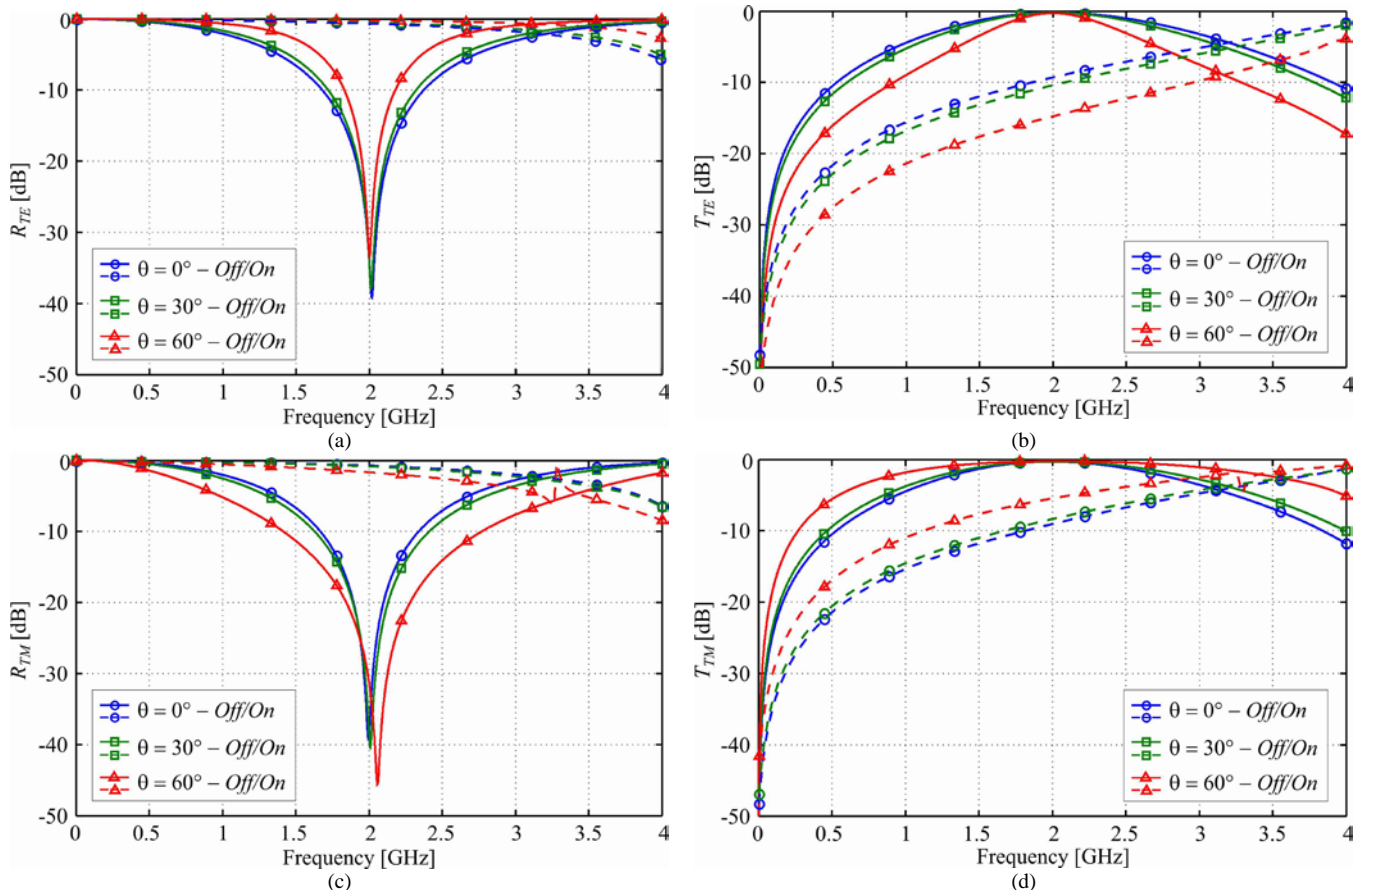 0
-10
-20
-30
-40
-50
R_TE [dB]
θ = 0° – Off/On
θ = 30° – Off/On
θ = 60° – Off/On
0 0.5 1 1.5 2 2.5 3 3.5 4
Frequency [GHz]
(a)
0
-10
-20
-30
-40
-50
T_TE [dB]
θ = 0° – Off/On
θ = 30° – Off/On
θ = 60° – Off/On
0 0.5 1 1.5 2 2.5 3 3.5 4
Frequency [GHz]
(b)
0
-10
-20
-30
-40
-50
R_TM [dB]
θ = 0° – Off/On
θ = 30° – Off/On
θ = 60° – Off/On
0 0.5 1 1.5 2 2.5 3 3.5 4
Frequency [GHz]
(c)
0
-10
-20
-30
-40
-50
T_TM [dB]
θ = 0° – Off/On
θ = 30° – Off/On
θ = 60° – Off/On
0 0.5 1 1.5 2 2.5 3 3.5 4
Frequency [GHz]
(d)